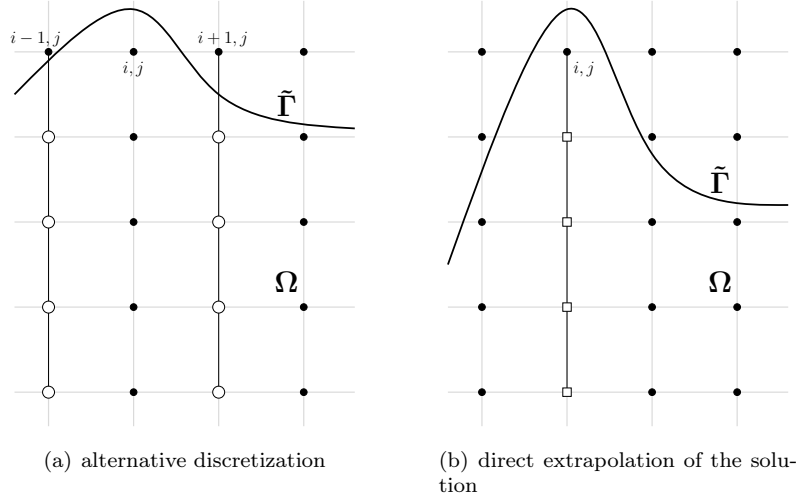 i − 1, j
i + 1, j
i, j
i, j
Γ̃
Γ̃
Ω
Ω
(a) alternative discretization
(b) direct extrapolation of the solu-
tion